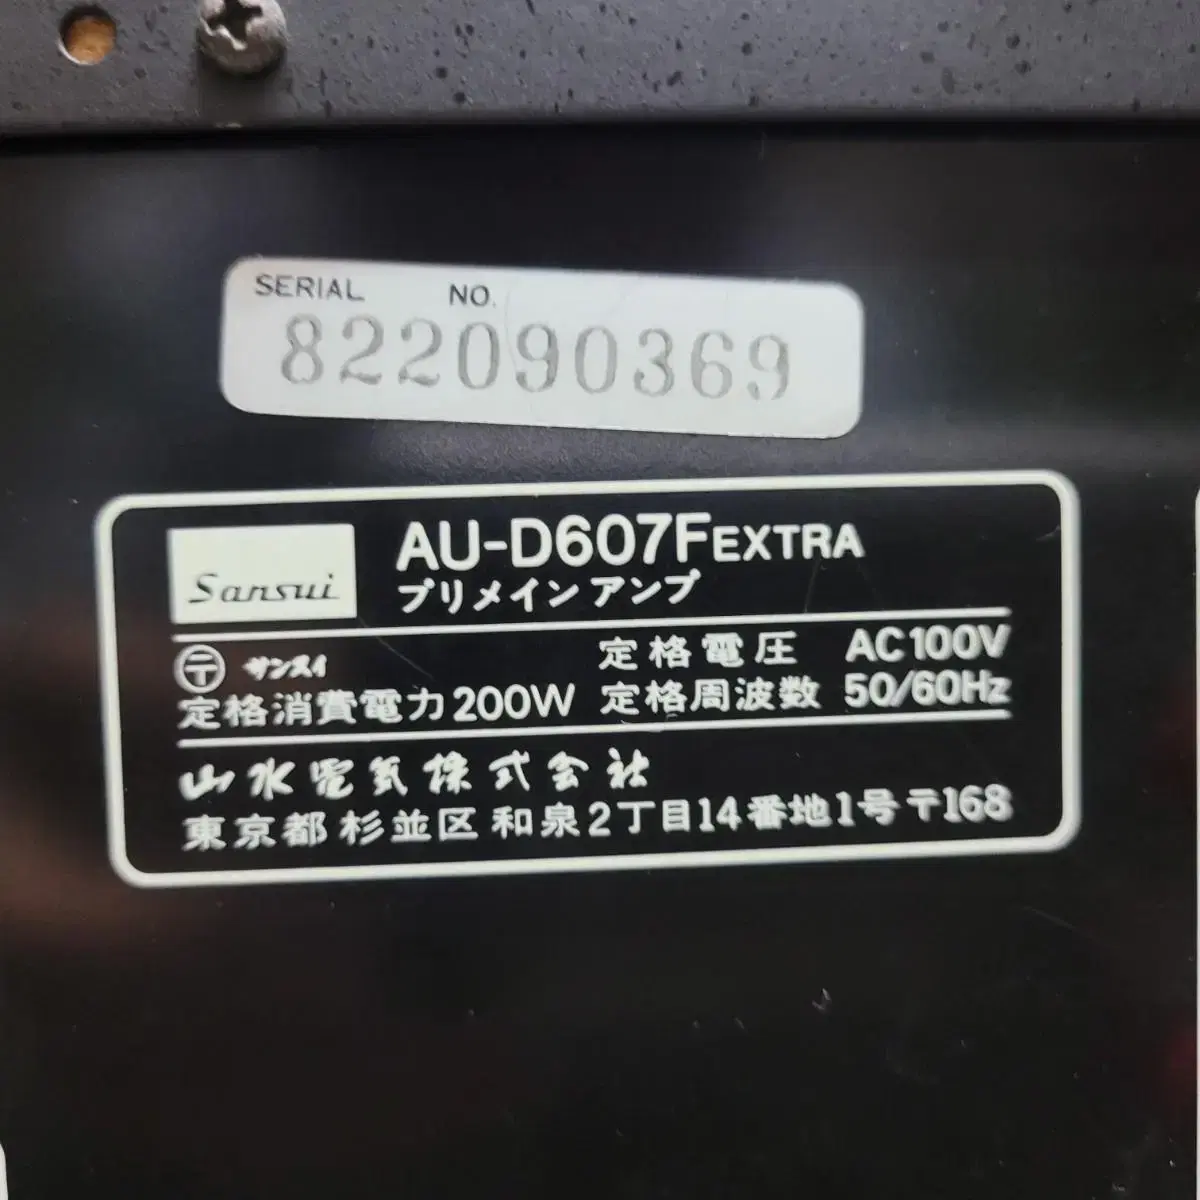 SERIAL NO.
822090369
Sansui
AU-D607FEXTRA
プリメインアンプ
〒 サンスイ
定格電圧 AC100V
定格消費電力200W 定格周波数 50/60Hz
山水電気株式会社
東京都杉並区和泉2丁目14番地1号〒168